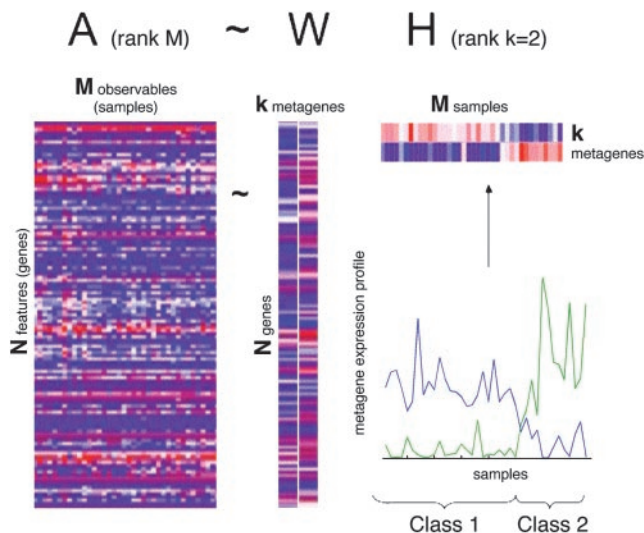 A (rank M) ~ W H (rank k=2)
M observables
(samples)
k metagenes
M samples
k
metagenes
~
N features (genes)
N genes
metagene expression profile
samples
Class 1
Class 2